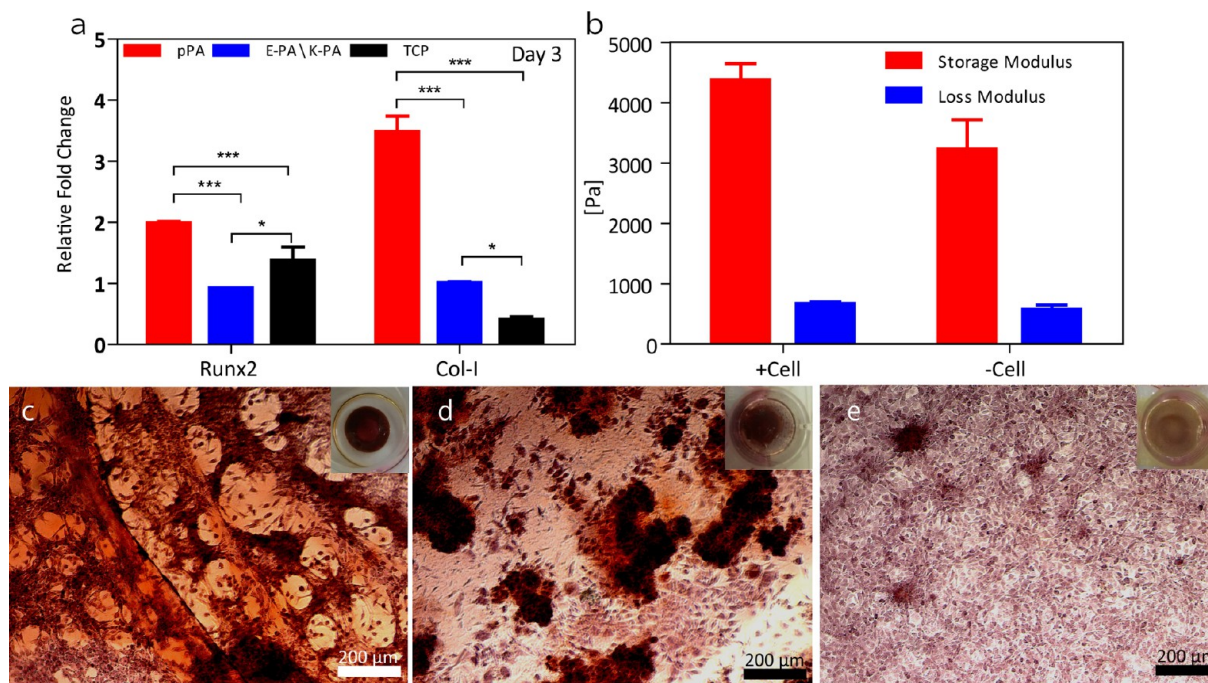 a
pPA E-PA\K-PA TCP Day 3
Relative Fold Change
5
4
3
2
1
0
***
***
***
***
*
*
Runx2 Col-I
b
[Pa]
5000
4000
3000
2000
1000
0
Storage Modulus
Loss Modulus
+Cell -Cell
c
200 µm
d
200 µm
e
200 µm